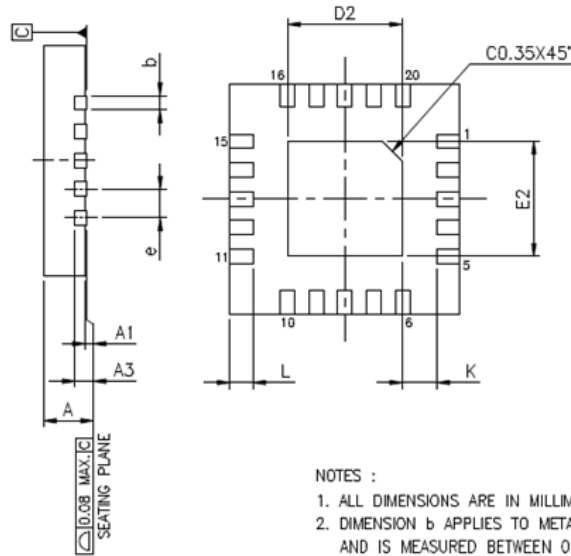 D2
C
b
16
20
C0.35X45°
15
1
E2
e
11
5
10
6
A1
A3
L
K
A
0.08 MAX. C
SEATING PLANE
NOTES :
1. ALL DIMENSIONS ARE IN MILLIM
2. DIMENSION b APPLIES TO META
AND IS MEASURED BETWEEN 0